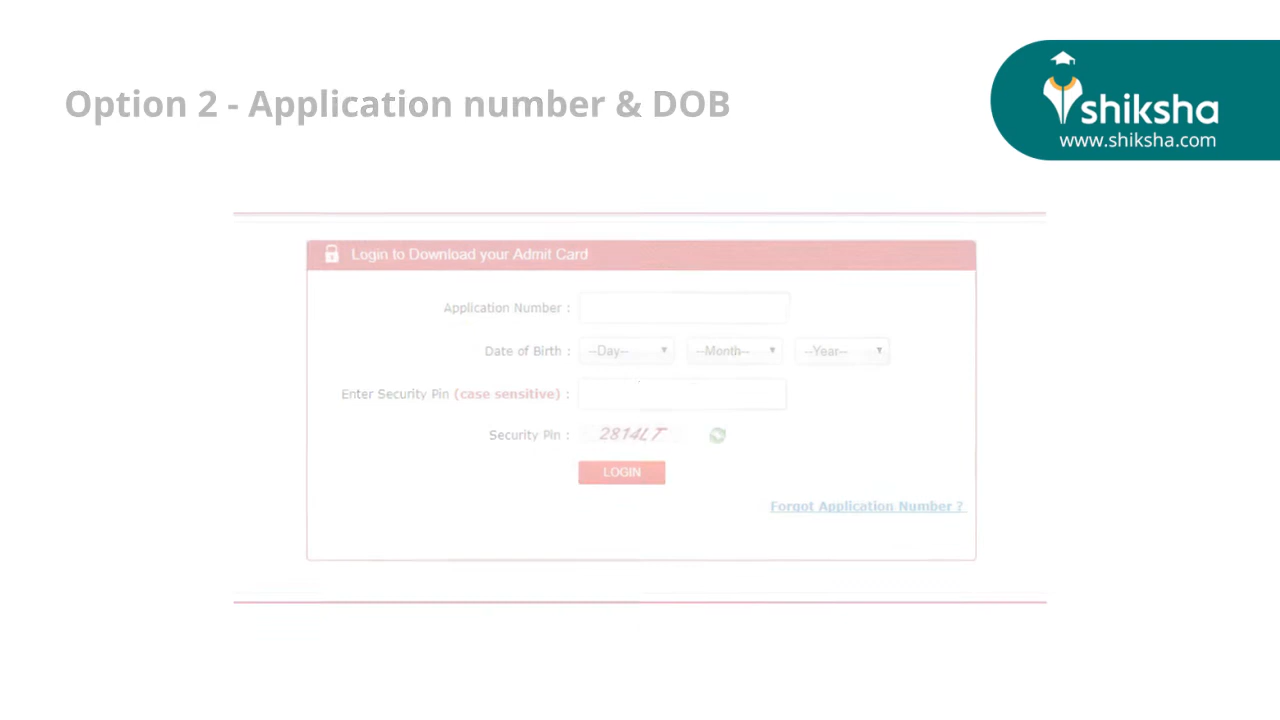 Option 2 - Application number & DOB
shiksha
www.shiksha.com
Login to Download your Admit Card
Application Number :
Date of Birth : --Day-- --Month-- --Year--
Enter Security Pin (case sensitive) :
Security Pin : 2814LT
LOGIN
Forgot Application Number ?